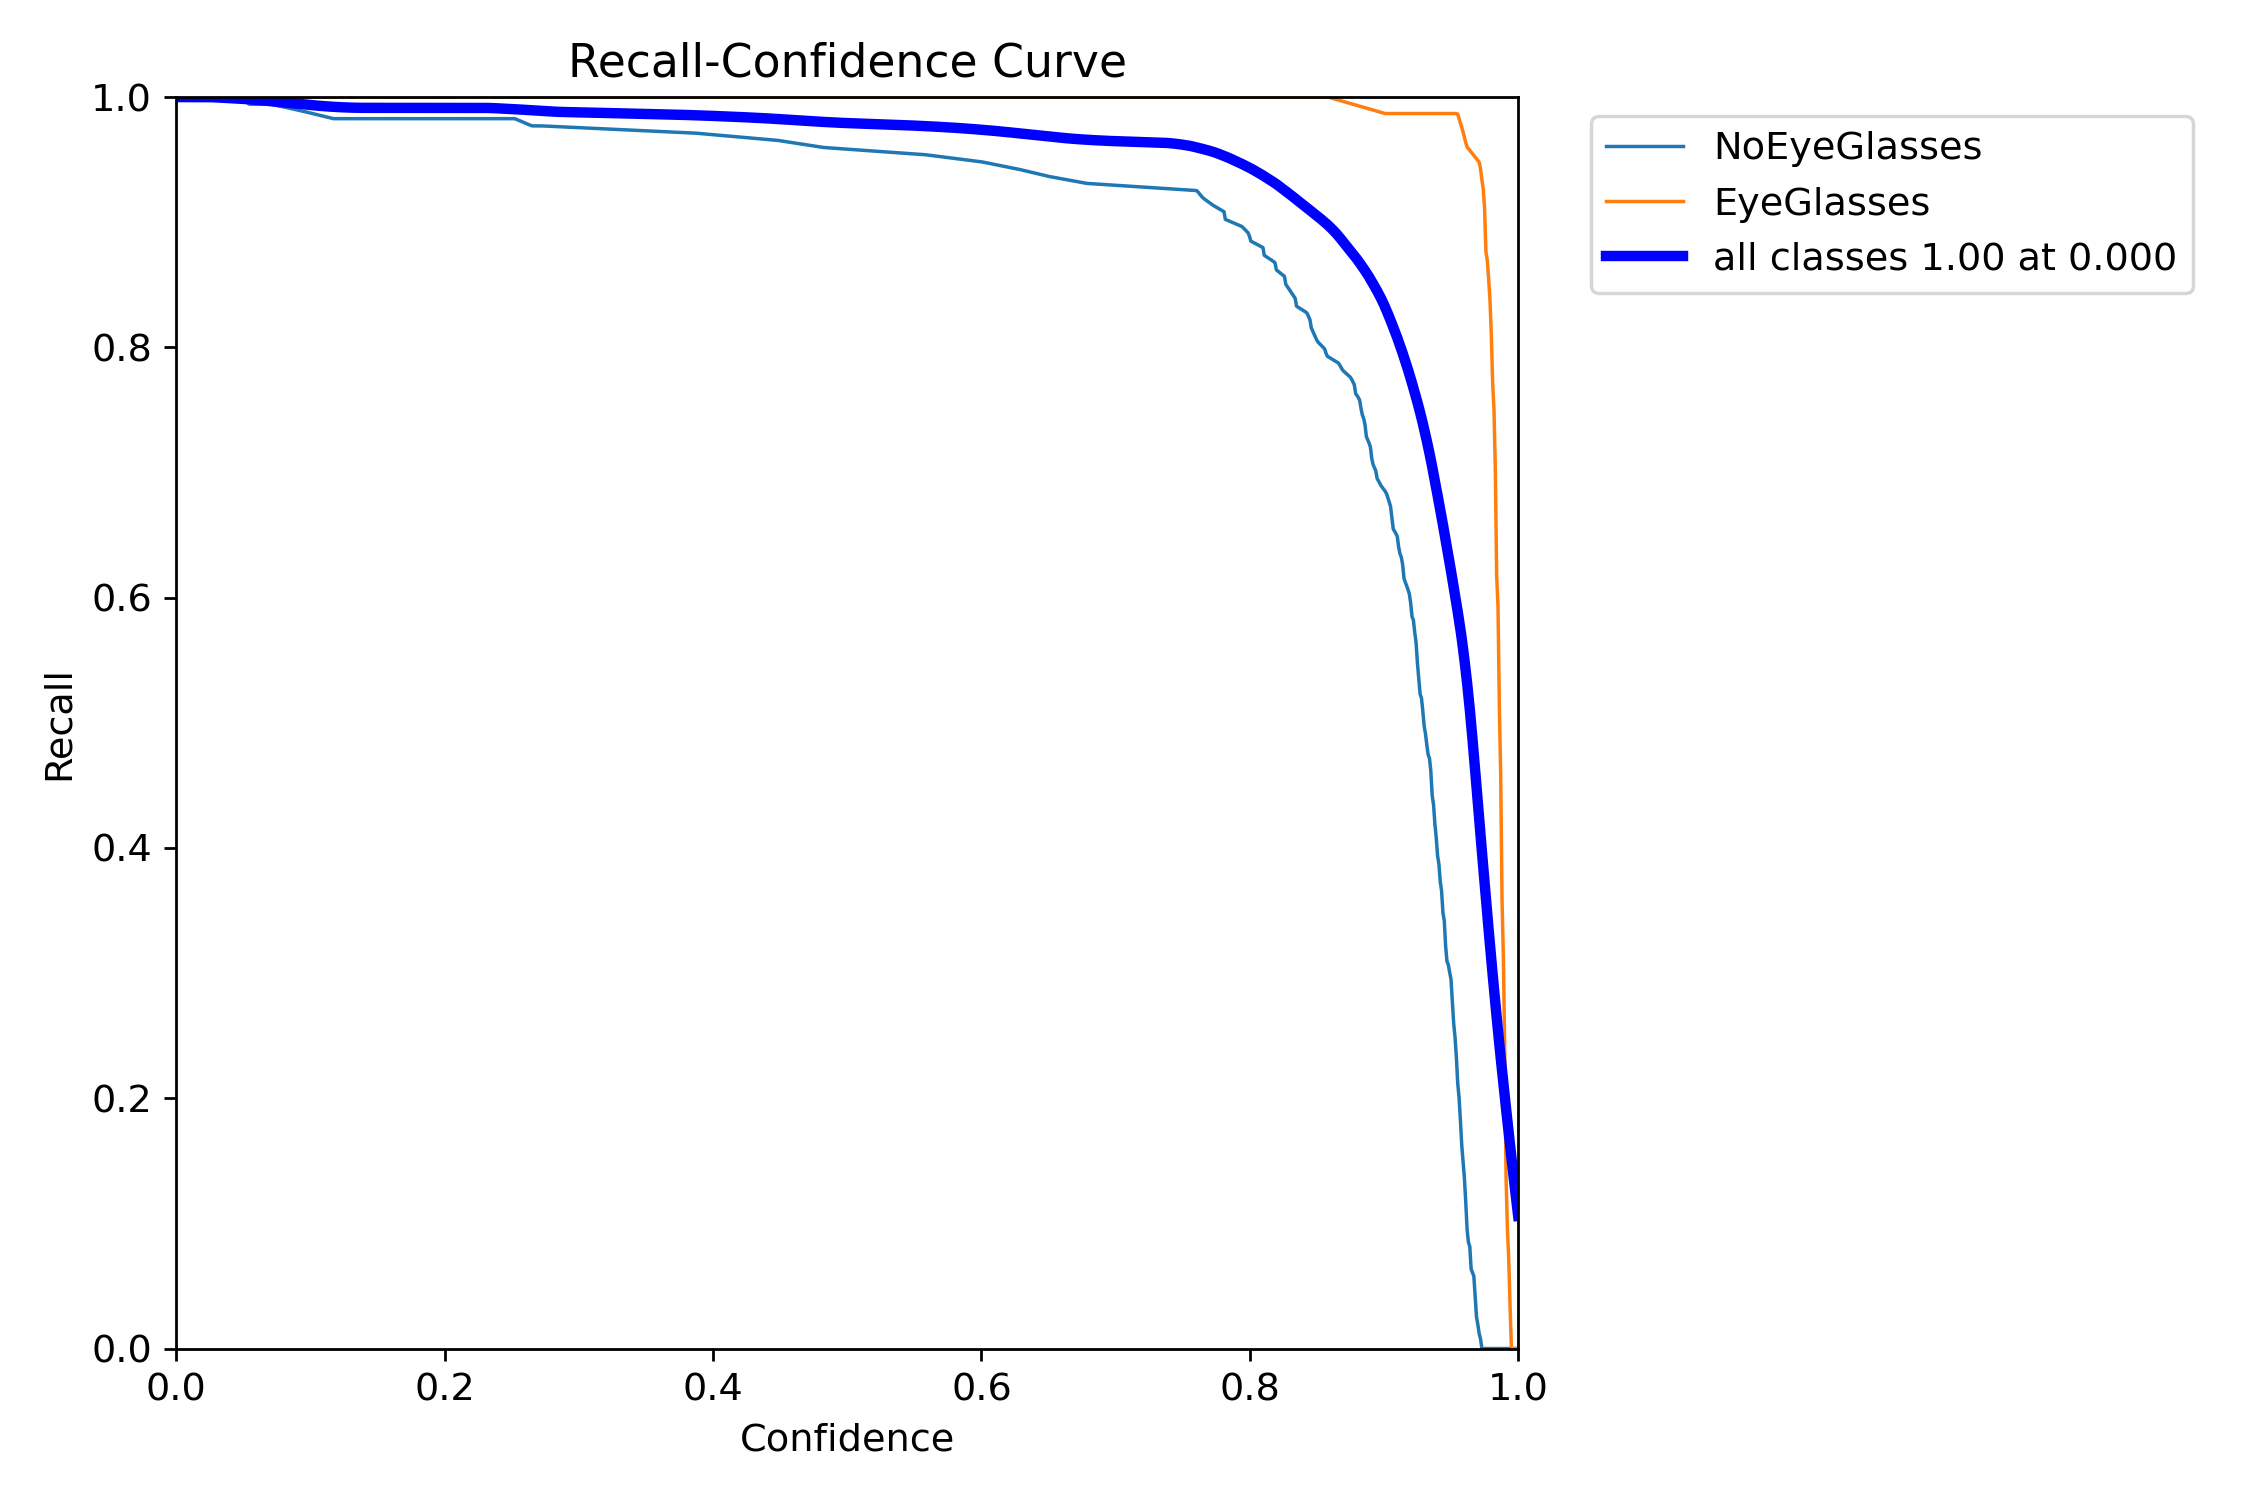 Recall-Confidence Curve
1.0
0.8
0.6
0.4
0.2
0.0
Recall
0.0 0.2 0.4 0.6 0.8 1.0
Confidence
NoEyeGlasses
EyeGlasses
all classes 1.00 at 0.000